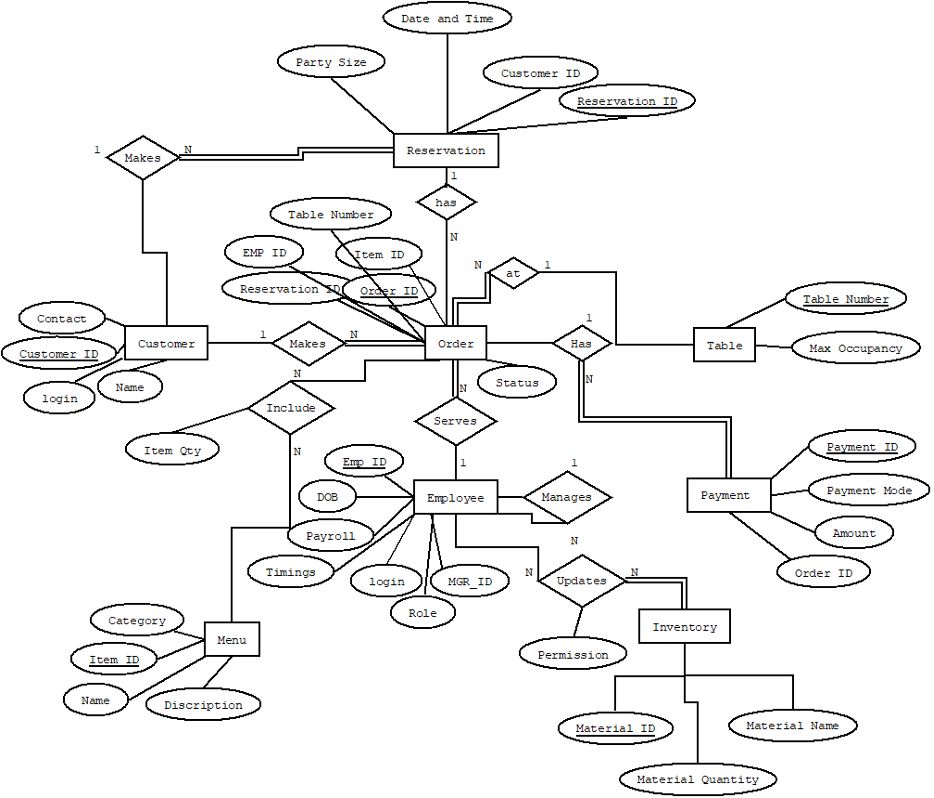 Date and Time
Party Size
Customer ID
Reservation ID
1
Makes
N
Reservation
1
has
N
Table Number
EMP ID
Item ID
N
at
1
Reservation ID
Order ID
Table Number
Contact
1
Customer
1
Makes
N
Order
Has
Table
Max Occupancy
Customer ID
login
Name
N
Status
N
N
Include
Serves
Item Qty
N
1
Emp ID
1
Payment ID
DOB
Employee
Manages
Payment
Payment Mode
Payroll
Amount
N
Timings
login
MGR_ID
N
Updates
N
Order ID
Role
Category
Menu
Inventory
Item ID
Permission
Name
Discription
Material ID
Material Name
Material Quantity